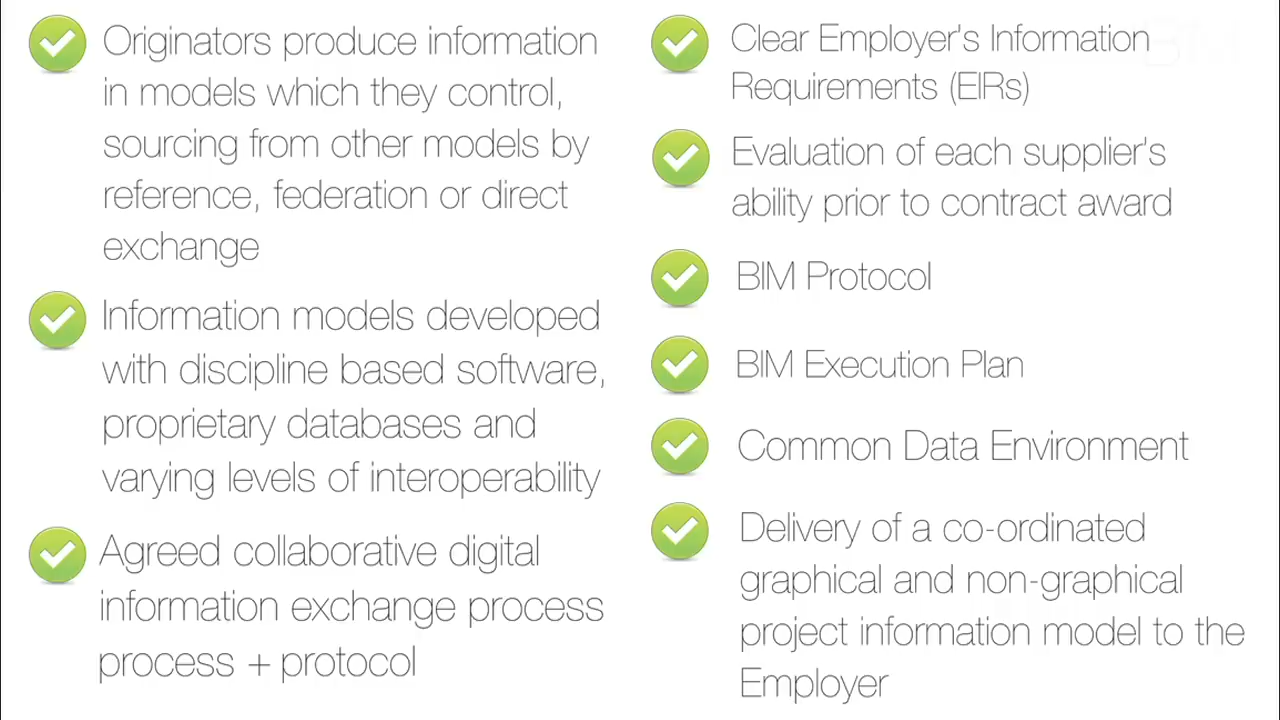 Originators produce information
in models which they control,
sourcing from other models by
reference, federation or direct
exchange
Information models developed
with discipline based software,
proprietary databases and
varying levels of interoperability
Agreed collaborative digital
information exchange process
process + protocol
Clear Employer's Information
Requirements (EIRs)
Evaluation of each supplier's
ability prior to contract award
BIM Protocol
BIM Execution Plan
Common Data Environment
Delivery of a co-ordinated
graphical and non-graphical
project information model to the
Employer